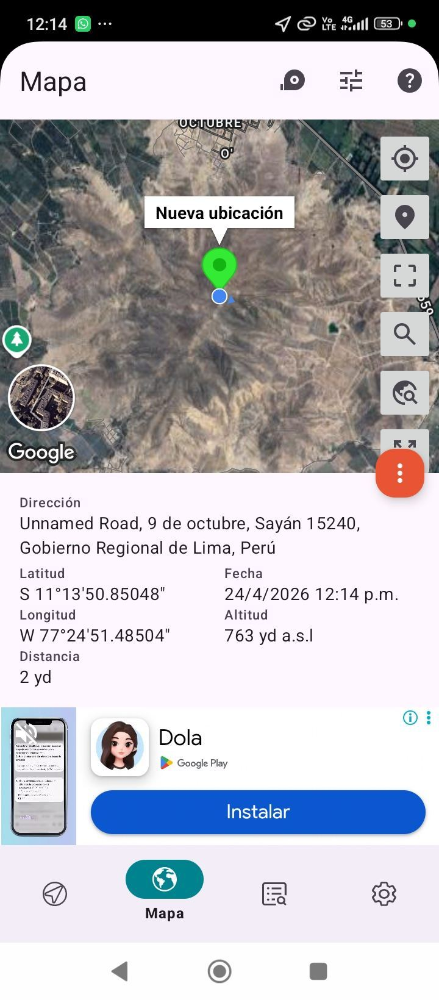 12:14
Vo
LTE
4G
53
Mapa
OCTUBRE
0'
Nueva ubicación
Google
Dirección
Unnamed Road, 9 de octubre, Sayán 15240,
Gobierno Regional de Lima, Perú
Latitud
S 11°13'50.85048"
Fecha
24/4/2026 12:14 p.m.
Longitud
W 77°24'51.48504"
Altitud
763 yd a.s.l
Distancia
2 yd
Dola
Google Play
Instalar
Mapa